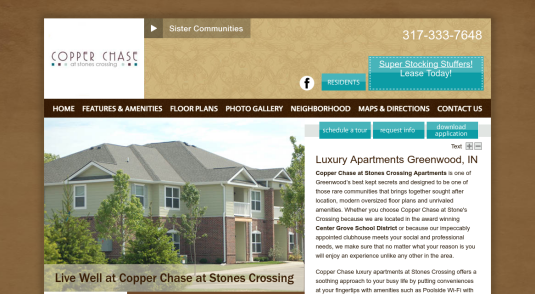 Sister Communities
317-333-7648
COPPER CHASE
at stones crossing
Super Stocking Stuffers!
Lease Today!
f
RESIDENTS
HOME FEATURES & AMENITIES FLOOR PLANS PHOTO GALLERY NEIGHBORHOOD MAPS & DIRECTIONS CONTACT US
schedule a tour
request info
download
application
Text + -
Luxury Apartments Greenwood, IN
Copper Chase at Stones Crossing Apartments is one of
Greenwood's best kept secrets and designed to be one of
those rare communities that brings together sought after
location, modern oversized floor plans and unrivaled
amenities. Whether you choose Copper Chase at Stone's
Crossing because we are located in the award winning
Center Grove School District or because our impeccably
appointed clubhouse meets your social and professional
needs, we make sure that no matter what your reason is you
will enjoy an experience unlike any other in the area.
Copper Chase luxury apartments at Stones Crossing offers a
soothing approach to your busy life by putting conveniences
at your fingertips with amenities such as Poolside Wi-Fi with
Live Well at Copper Chase at Stones Crossing